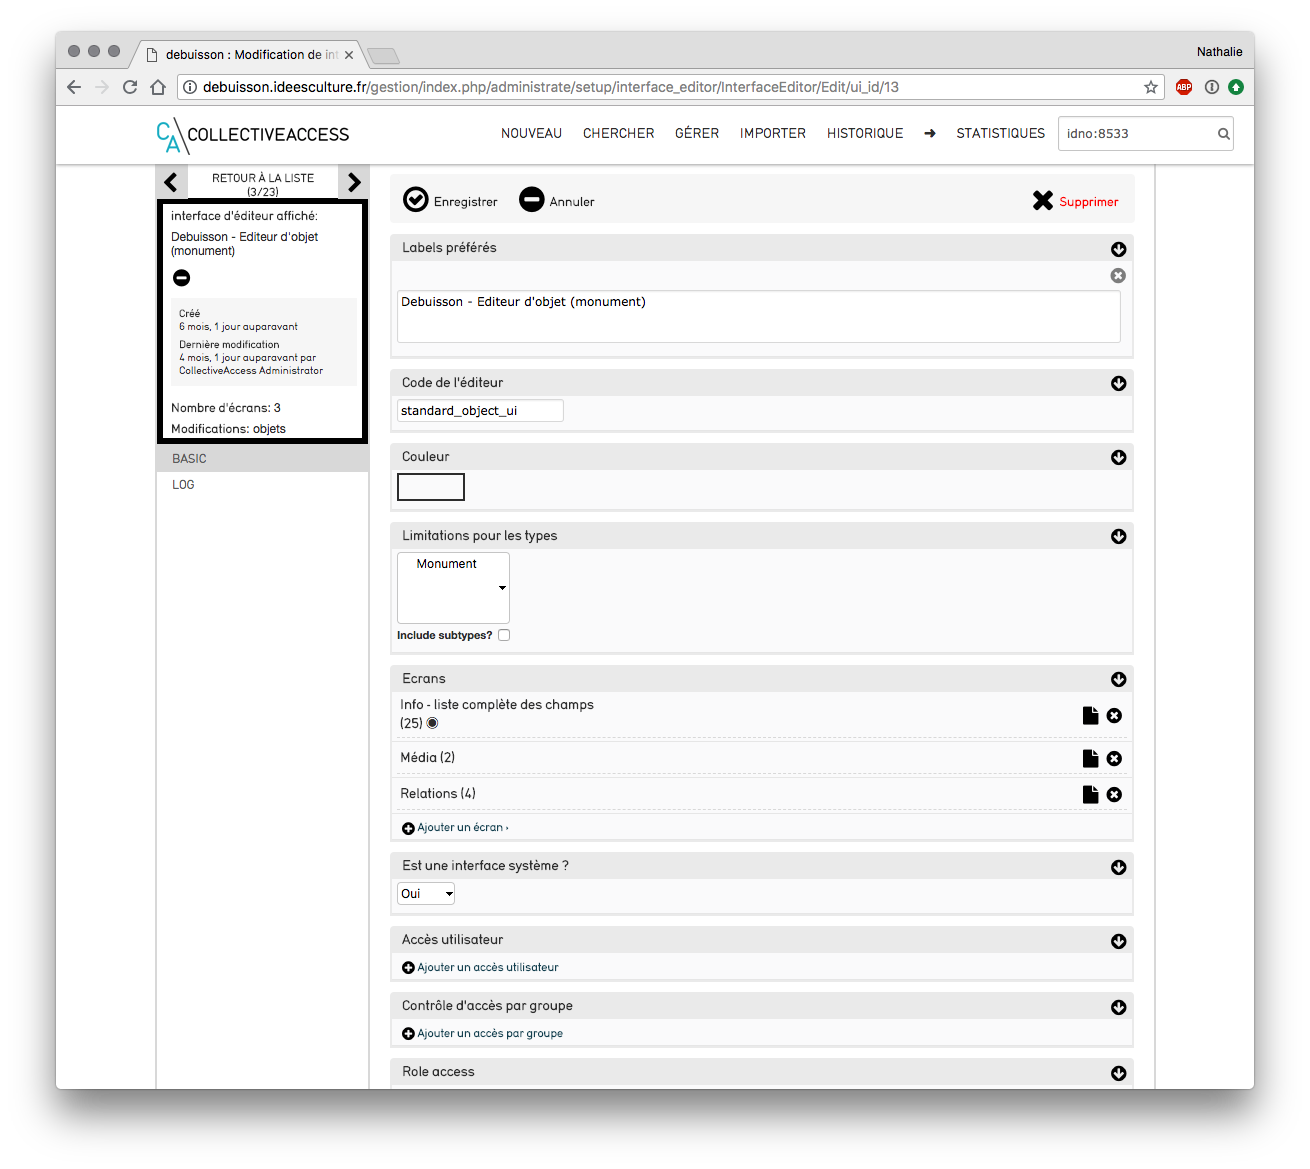 debuisson : Modification de int
Nathalie
debuisson.ideesculture.fr/gestion/index.php/administrate/setup/interface_editor/InterfaceEditor/Edit/ui_id/13
ABP
CA COLLECTIVEACCESS
NOUVEAU CHERCHER GÉRER IMPORTER HISTORIQUE ➔ STATISTIQUES
idno:8533
RETOUR À LA LISTE
(3/23)
interface d'éditeur affiché:
Debuisson - Editeur d'objet
(monument)
Créé
6 mois, 1 jour auparavant
Dernière modification
4 mois, 1 jour auparavant par
CollectiveAccess Administrator
Nombre d'écrans: 3
Modifications: objets
BASIC
LOG
Enregistrer Annuler Supprimer
Labels préférés
Debuisson - Editeur d'objet (monument)
Code de l'éditeur
standard_object_ui
Couleur
Limitations pour les types
Monument
Include subtypes?
Ecrans
Info - liste complète des champs
(25)
Média (2)
Relations (4)
Ajouter un écran ›
Est une interface système ?
Oui
Accès utilisateur
Ajouter un accès utilisateur
Contrôle d'accès par groupe
Ajouter un accès par groupe
Role access